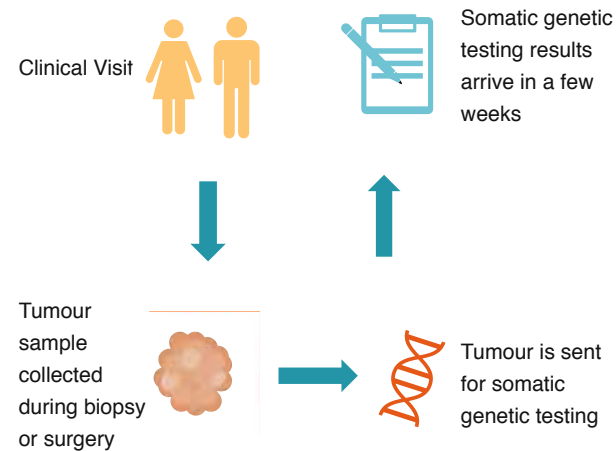 Clinical Visit
Tumour
sample
collected
during biopsy
or surgery
Tumour is sent
for somatic
genetic testing
Somatic genetic
testing results
arrive in a few
weeks